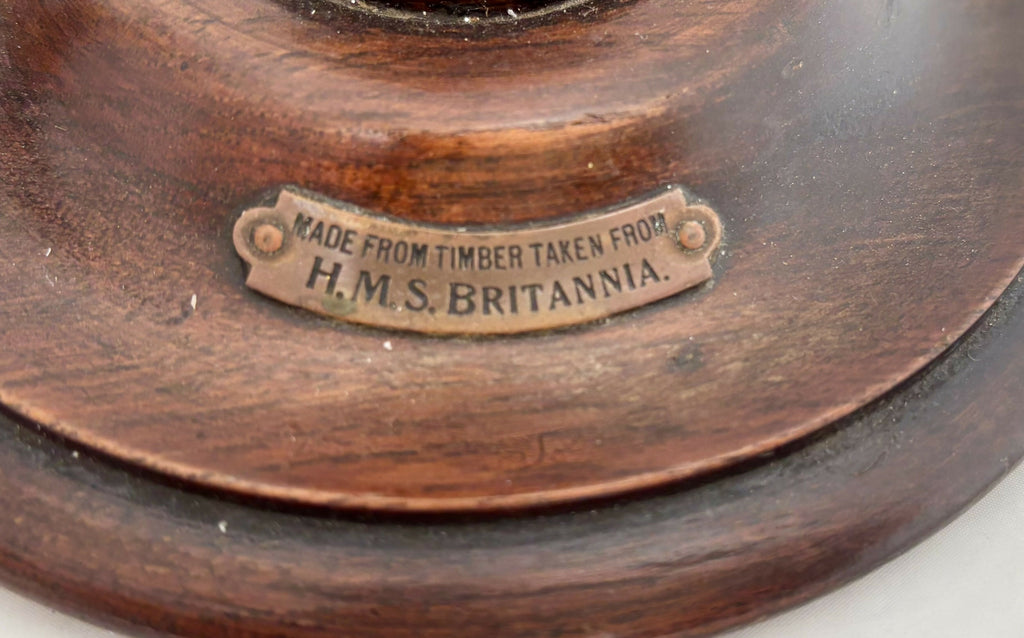 MADE FROM TIMBER TAKEN FROM
H.M.S. BRITANNIA.